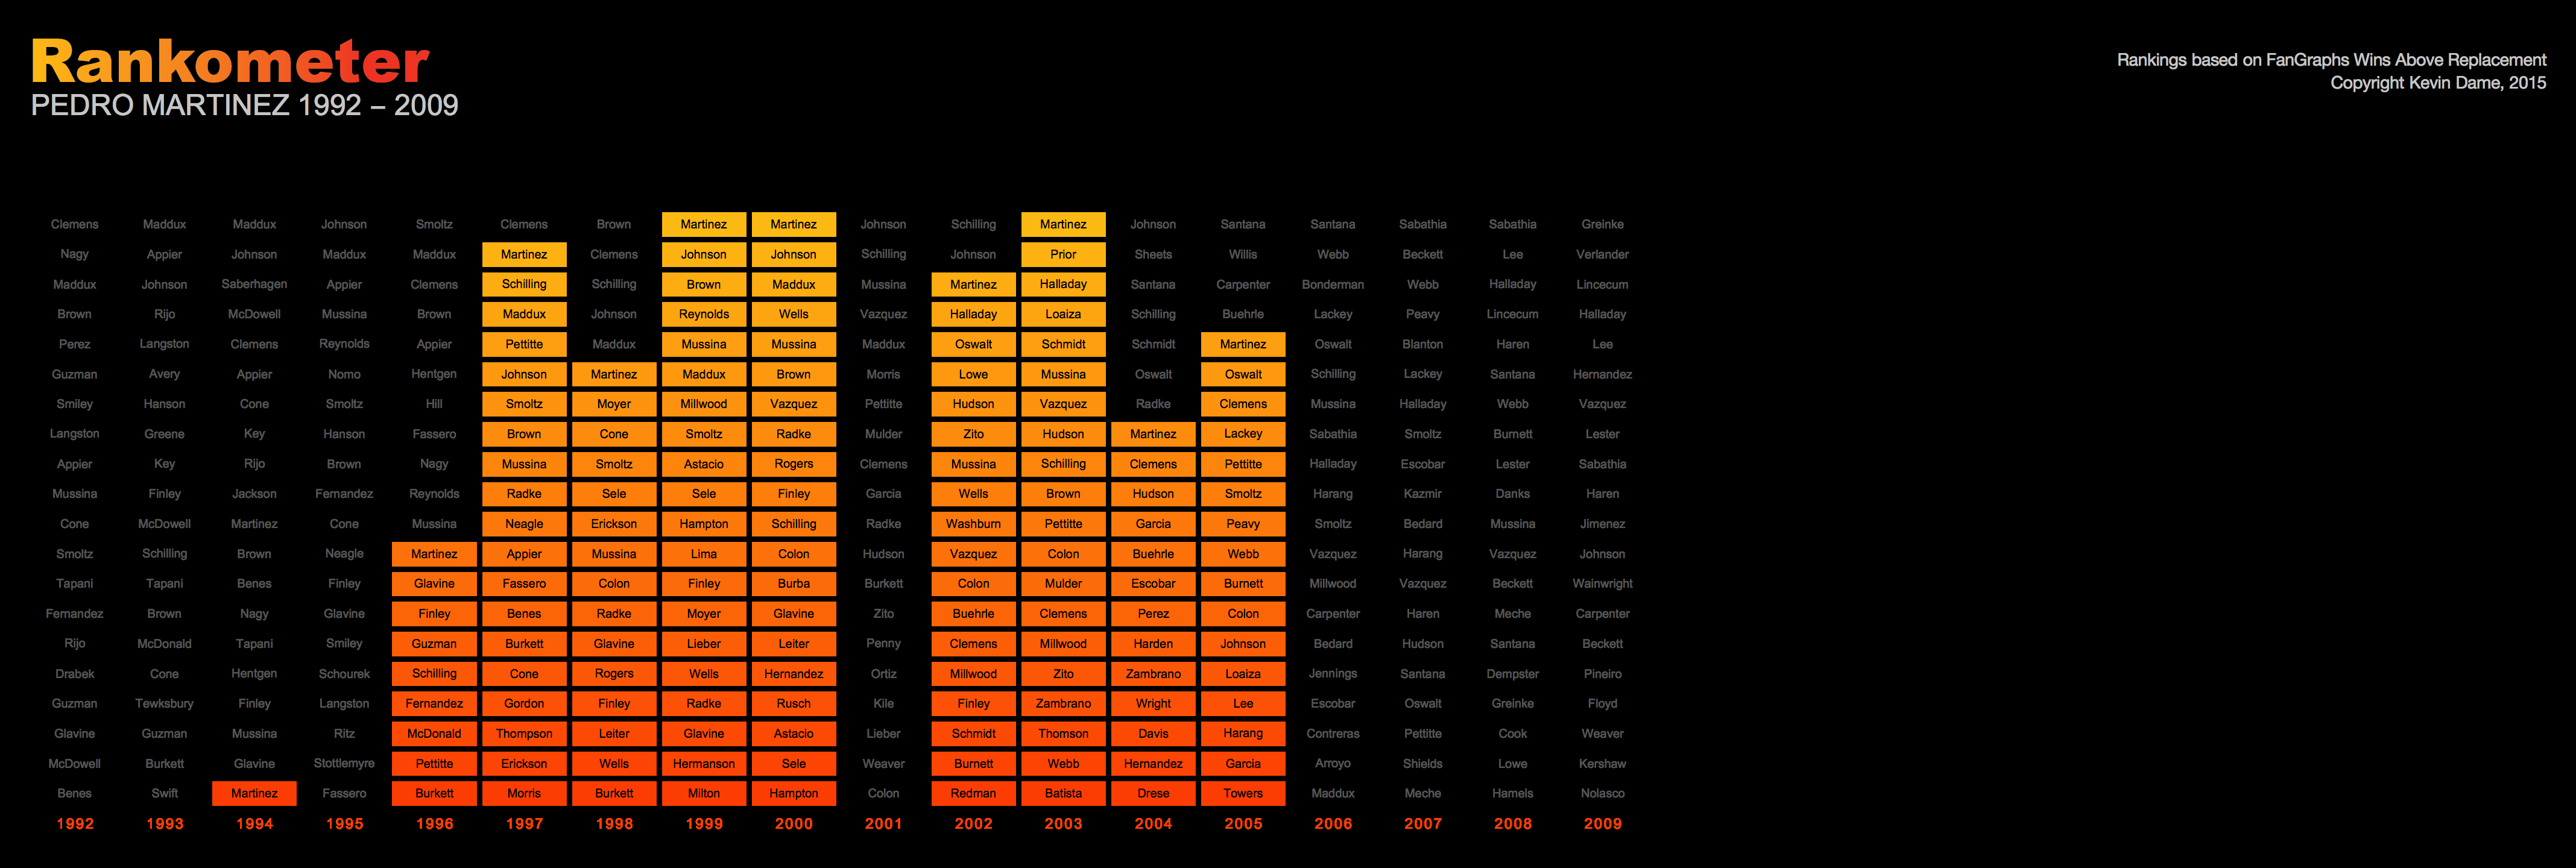 Rankometer
PEDRO MARTINEZ 1992 – 2009
Rankings based on FanGraphs Wins Above Replacement
Copyright Kevin Dame, 2015
Clemens Maddux Maddux Johnson Smoltz Clemens Brown Martinez Martinez Johnson Schilling Martinez Johnson Santana Santana Sabathia Sabathia Greinke
Nagy Appier Johnson Maddux Maddux Martinez Clemens Johnson Johnson Schilling Johnson Prior Sheets Willis Webb Beckett Lee Verlander
Maddux Johnson Saberhagen Appier Clemens Schilling Schilling Brown Maddux Mussina Martinez Halladay Santana Carpenter Bonderman Webb Halladay Lincecum
Brown Rijo McDowell Mussina Brown Maddux Johnson Reynolds Wells Vazquez Halladay Loaiza Schilling Buehrle Lackey Peavy Lincecum Halladay
Perez Langston Clemens Reynolds Appier Pettitte Maddux Mussina Mussina Maddux Oswalt Schmidt Schmidt Martinez Oswalt Blanton Haren Lee
Guzman Avery Appier Nomo Hentgen Johnson Martinez Maddux Brown Morris Lowe Mussina Oswalt Oswalt Schilling Lackey Santana Hernandez
Smiley Hanson Cone Smoltz Hill Smoltz Moyer Millwood Vazquez Pettitte Hudson Vazquez Radke Clemens Mussina Halladay Webb Vazquez
Langston Greene Key Hanson Fassero Brown Cone Smoltz Radke Mulder Zito Hudson Martinez Lackey Sabathia Smoltz Burnett Lester
Appier Key Rijo Brown Nagy Mussina Smoltz Astacio Rogers Clemens Mussina Schilling Clemens Pettitte Halladay Escobar Lester Sabathia
Mussina Finley Jackson Fernandez Reynolds Radke Sele Sele Finley Garcia Wells Brown Hudson Smoltz Harang Kazmir Danks Haren
Cone McDowell Martinez Cone Mussina Neagle Erickson Hampton Schilling Radke Washburn Pettitte Garcia Peavy Smoltz Bedard Mussina Jimenez
Smoltz Schilling Brown Neagle Martinez Appier Mussina Lima Colon Hudson Vazquez Colon Buehrle Webb Vazquez Harang Vazquez Johnson
Tapani Tapani Benes Finley Glavine Fassero Colon Finley Burba Burkett Colon Mulder Escobar Burnett Millwood Vazquez Beckett Wainwright
Fernandez Brown Nagy Glavine Finley Benes Radke Moyer Glavine Zito Buehrle Clemens Perez Colon Carpenter Haren Meche Carpenter
Rijo McDonald Tapani Smiley Guzman Burkett Glavine Lieber Leiter Penny Clemens Millwood Harden Johnson Bedard Hudson Santana Beckett
Drabek Cone Hentgen Schourek Schilling Cone Rogers Wells Hernandez Ortiz Millwood Zito Zambrano Loaiza Jennings Santana Dempster Pineiro
Guzman Tewksbury Finley Langston Fernandez Gordon Finley Radke Rusch Kile Finley Zambrano Wright Lee Escobar Oswalt Greinke Floyd
Glavine Guzman Mussina Ritz McDonald Thompson Leiter Glavine Astacio Lieber Schmidt Thomson Davis Harang Contreras Pettitte Cook Weaver
McDowell Burkett Glavine Stottlemyre Pettitte Erickson Wells Hermanson Sele Weaver Burnett Webb Hernandez Garcia Arroyo Shields Lowe Kershaw
Benes Swift Martinez Fassero Burkett Morris Burkett Milton Hampton Colon Redman Batista Drese Towers Maddux Meche Hamels Nolasco
1992 1993 1994 1995 1996 1997 1998 1999 2000 2001 2002 2003 2004 2005 2006 2007 2008 2009